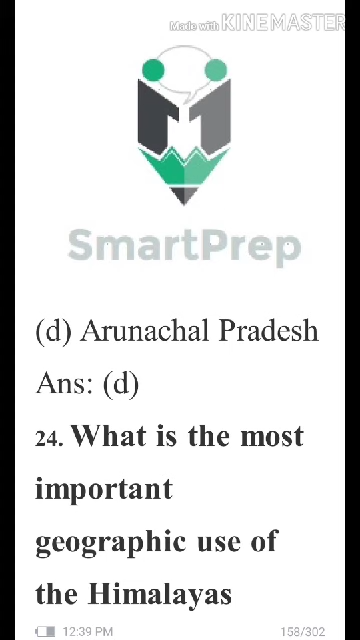 Made with KINEMASTER
SmartPrep
(d) Arunachal Pradesh
Ans: (d)
24. What is the most
important
geographic use of
the Himalayas
12:39 PM 158/302